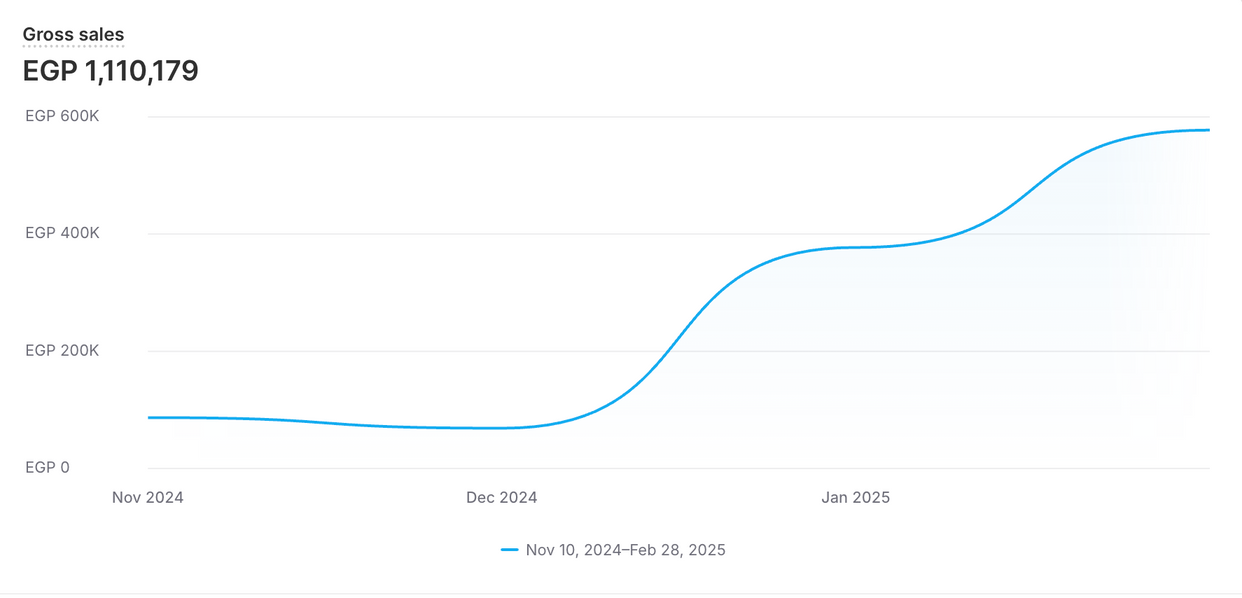 Gross sales
EGP 1,110,179
EGP 600K
EGP 400K
EGP 200K
EGP 0
Nov 2024 Dec 2024 Jan 2025
Nov 10, 2024–Feb 28, 2025